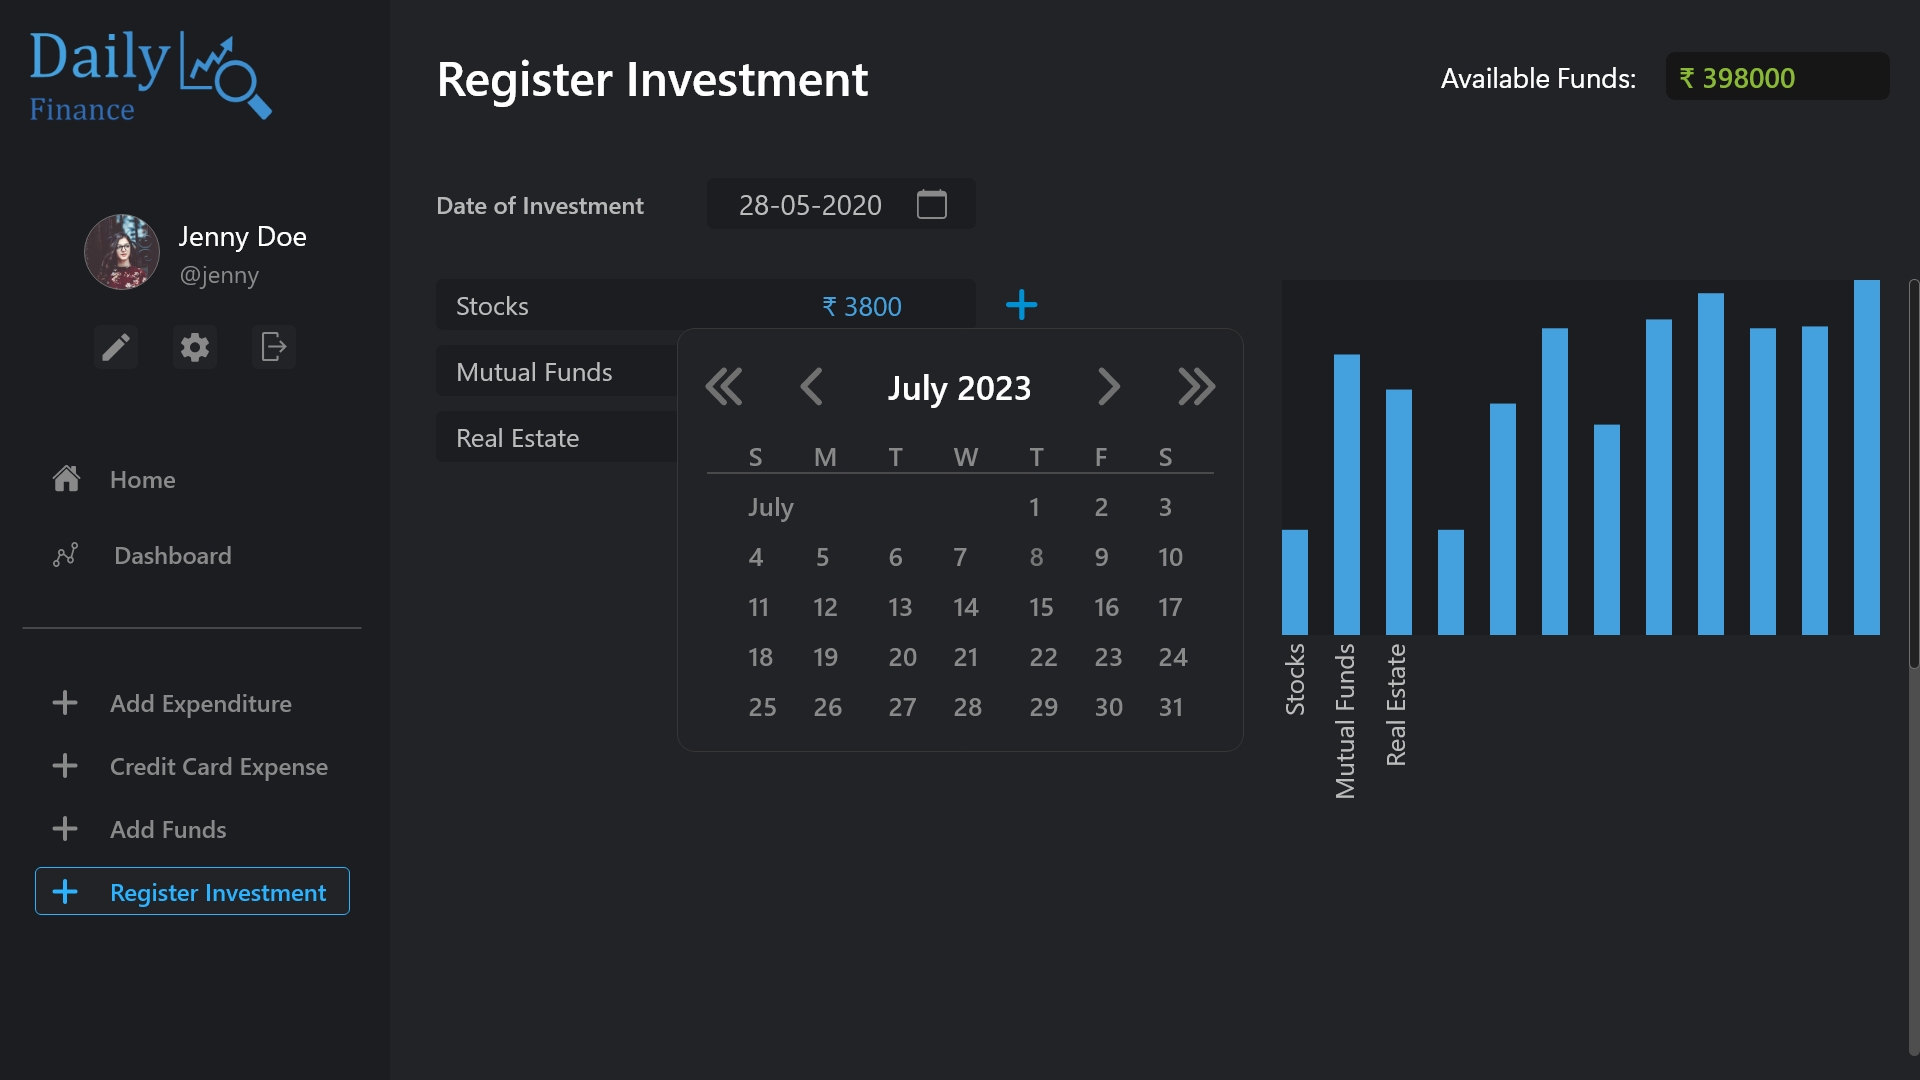 Daily
Finance
Jenny Doe
@jenny
Home
Dashboard
Add Expenditure
Credit Card Expense
Add Funds
Register Investment
Register Investment
Available Funds: ₹ 398000
Date of Investment 28-05-2020
Stocks ₹ 3800
Mutual Funds
Real Estate
July 2023
S M T W T F S
July 1 2 3
4 5 6 7 8 9 10
11 12 13 14 15 16 17
18 19 20 21 22 23 24
25 26 27 28 29 30 31
Stocks
Mutual Funds
Real Estate